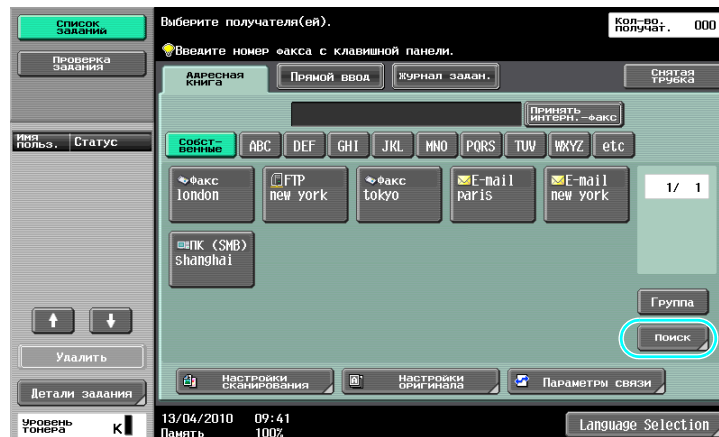 Список
заданий
Проверка
задания
Имя
польз.
Статус
Удалить
Детали задания
Уровень
тонера
K
Выберите получателя(ей).
Кол-во.
получат.
000
Введите номер факса с клавишной панели.
Адресная
книга
Прямой ввод
Журнал задан.
Снятая
трубка
Принять
интерн.-факс
Собст-
венные
ABC
DEF
GHI
JKL
MNO
PQRS
TUV
WXYZ
etc
Факс
london
FTP
new york
Факс
tokyo
E-mail
paris
E-mail
new york
1/ 1
ПК (SMB)
shanghai
Группа
Поиск
Настройки
сканирования
Настройки
оригинала
Параметры связи
13/04/2010 09:41
Память 100%
Language Selection